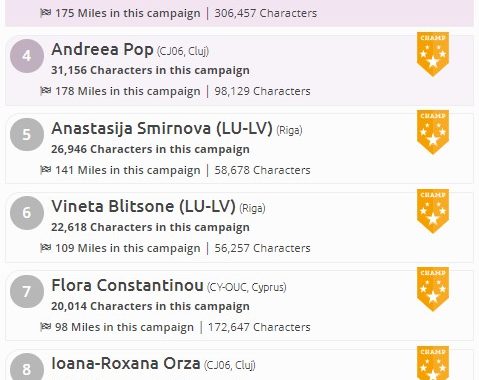 175 Miles in this campaign | 306,457 Characters
4 Andreea Pop (CJ06, Cluj) CHAMP
31,156 Characters in this campaign
178 Miles in this campaign | 98,129 Characters
5 Anastasija Smirnova (LU-LV) (Riga) CHAMP
26,946 Characters in this campaign
141 Miles in this campaign | 58,678 Characters
6 Vineta Blitsone (LU-LV) (Riga) CHAMP
22,618 Characters in this campaign
109 Miles in this campaign | 56,257 Characters
7 Flora Constantinou (CY-OUC, Cyprus) CHAMP
20,014 Characters in this campaign
98 Miles in this campaign | 172,647 Characters
8 Ioana-Roxana Orza (CJ06, Cluj) CHAMP